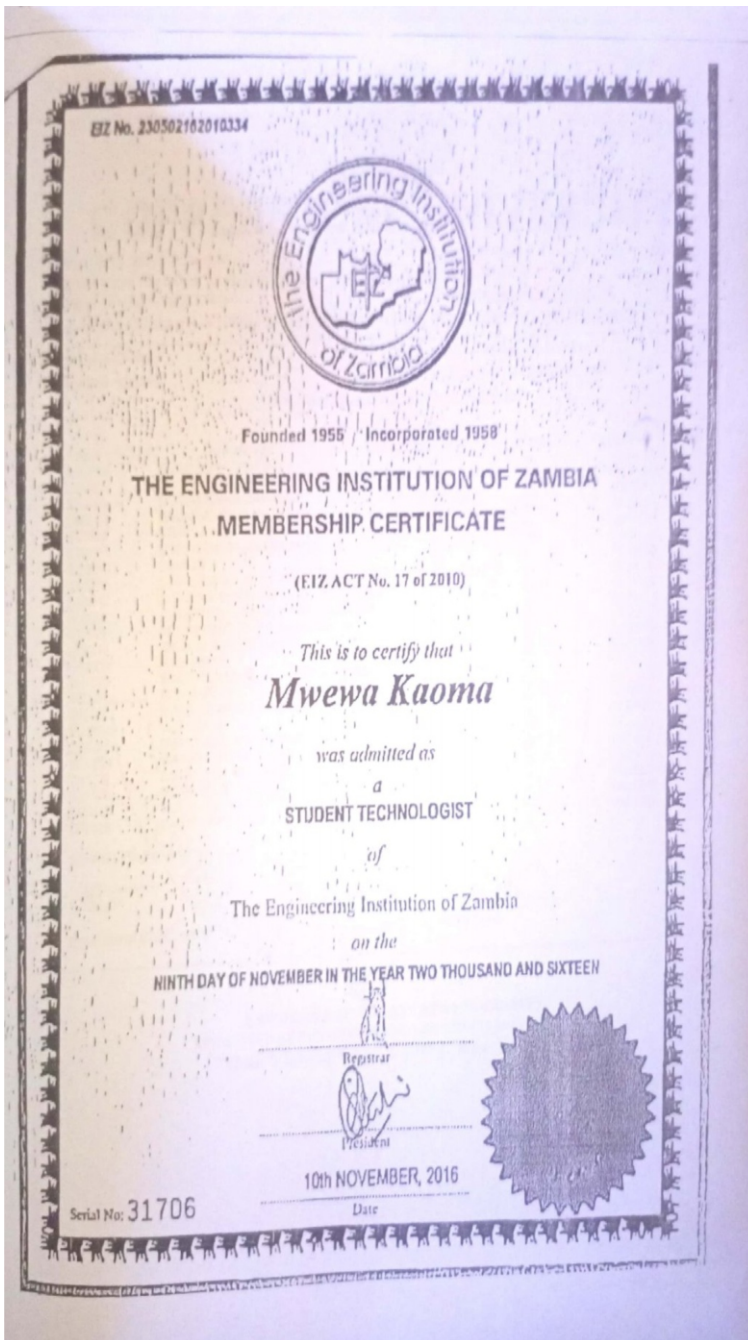 EIZ No. 230502162010334
the Engineering Institution
of Zambia
Founded 1955 / Incorporated 1958
THE ENGINEERING INSTITUTION OF ZAMBIA
MEMBERSHIP CERTIFICATE
(EIZ ACT No. 17 of 2010)
This is to certify that
Mwewa Kaoma
was admitted as
a
STUDENT TECHNOLOGIST
of
The Engineering Institution of Zambia
on the
NINTH DAY OF NOVEMBER IN THE YEAR TWO THOUSAND AND SIXTEEN
Registrar
President
10th NOVEMBER, 2016
Date
Serial No: 31706